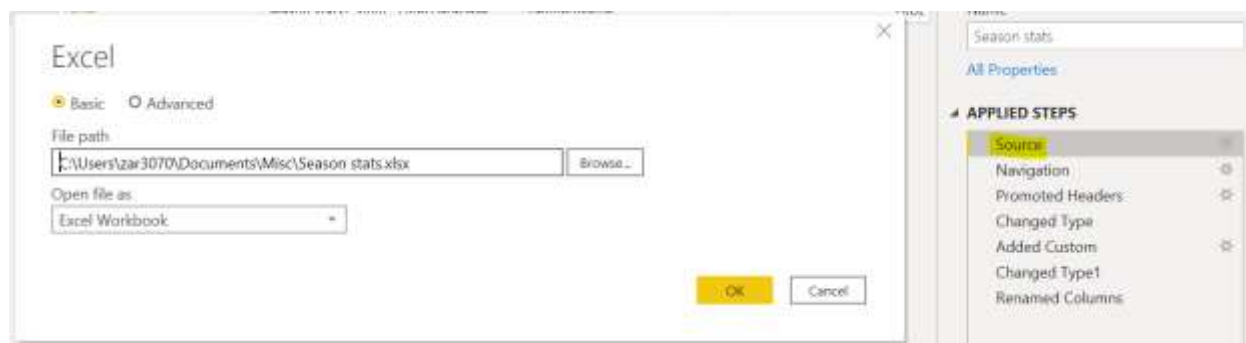 Excel
Basic
Advanced
File path
C:\Users\zar3070\Documents\Misc\Season stats.xlsx
Browse...
Open file as
Excel Workbook
OK
Cancel
Name
Season stats
All Properties
APPLIED STEPS
Source
Navigation
Promoted Headers
Changed Type
Added Custom
Changed Type1
Renamed Columns